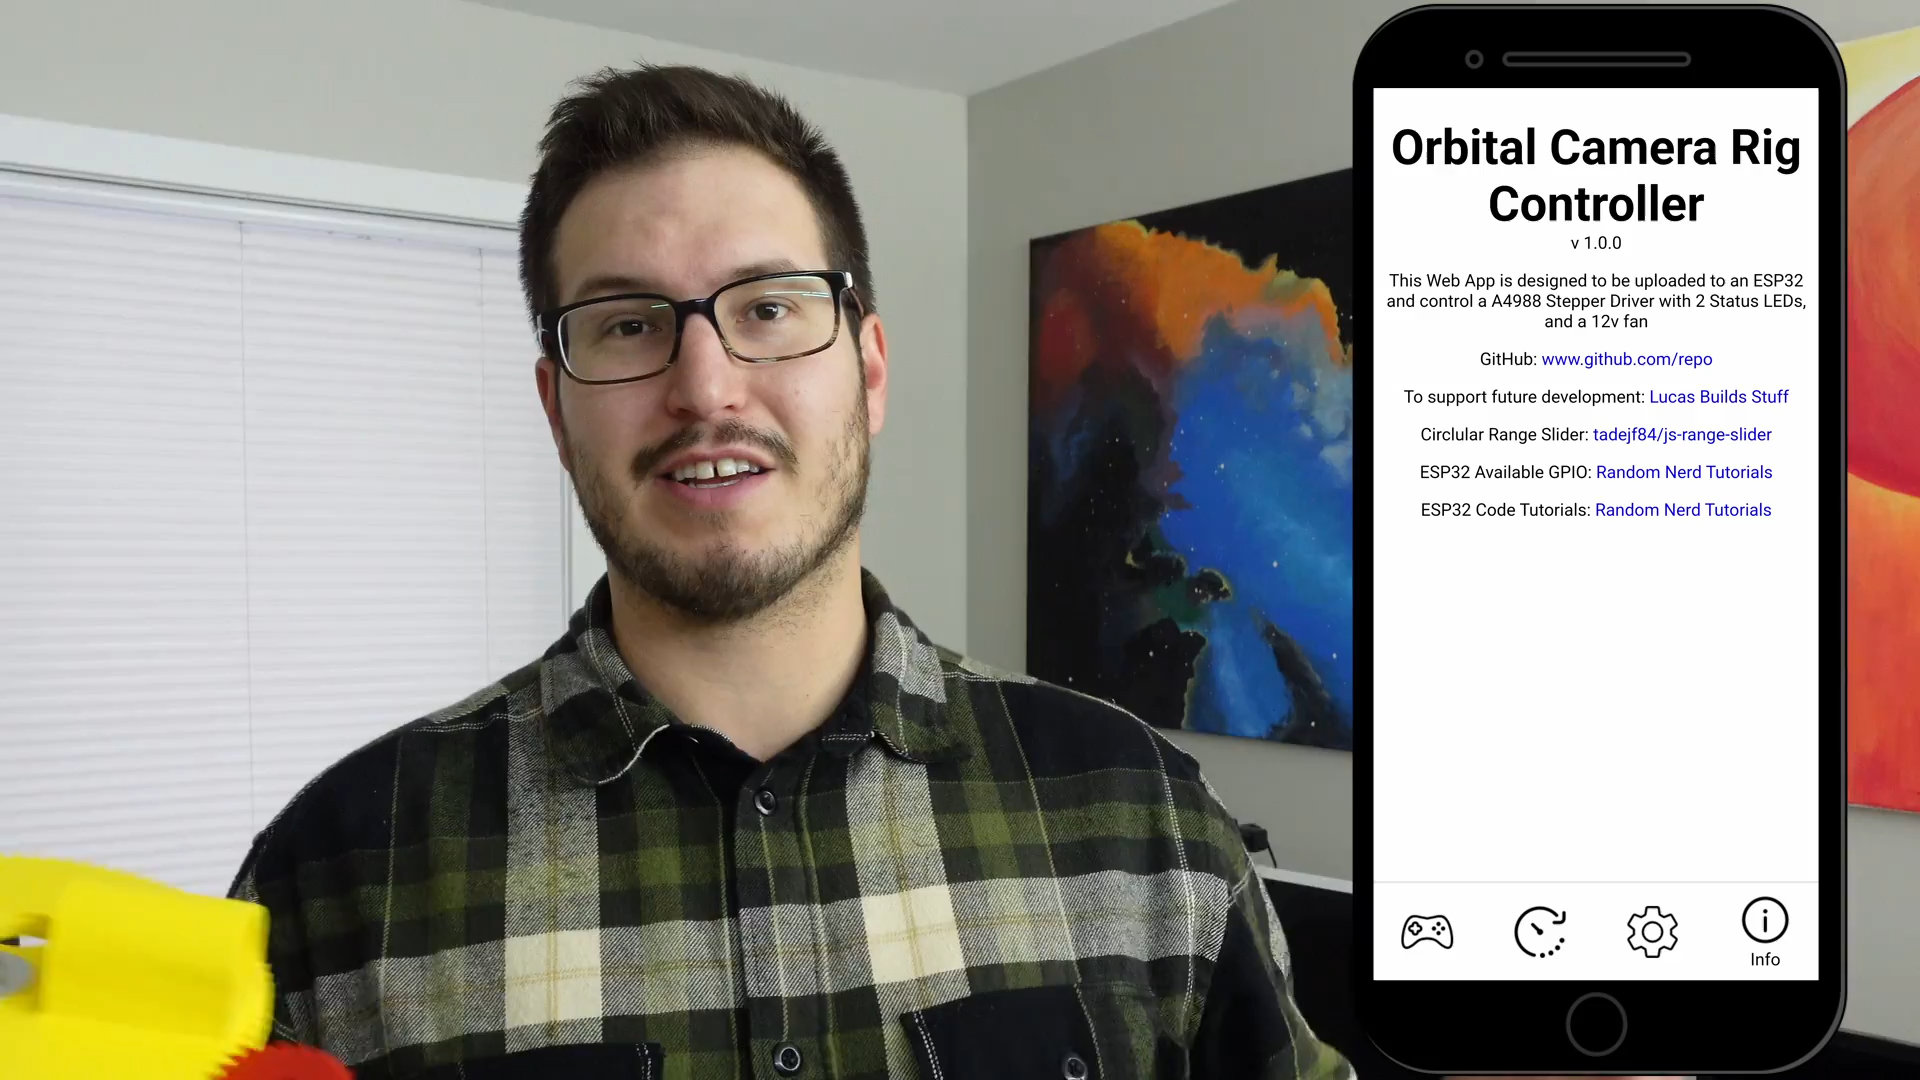 Orbital Camera Rig
Controller
v 1.0.0
This Web App is designed to be uploaded to an ESP32
and control a A4988 Stepper Driver with 2 Status LEDs,
and a 12v fan
GitHub: www.github.com/repo
To support future development: Lucas Builds Stuff
Circlular Range Slider: tadejf84/js-range-slider
ESP32 Available GPIO: Random Nerd Tutorials
ESP32 Code Tutorials: Random Nerd Tutorials
Info